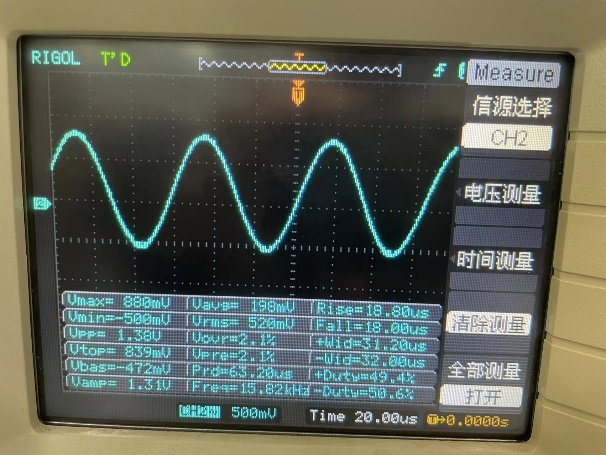 RIGOL T'D
Measure
信源选择
CH2
电压测量
时间测量
清除测量
全部测量
打开
Vmax= 880mV Vavg= 198mV Rise=18.80us
Vmin=-500mV Vrms= 520mV Fall=18.00us
Vpp= 1.38V Vovr=2.1% +Wid=31.20us
Vtop= 839mV Vpre=2.1% -Wid=32.00us
Vbas=-472mV Prd=63.20us +Duty=49.4%
Vamp= 1.31V Freq=15.82kHz -Duty=50.6%
500mV Time 20.00us T→0.0000s